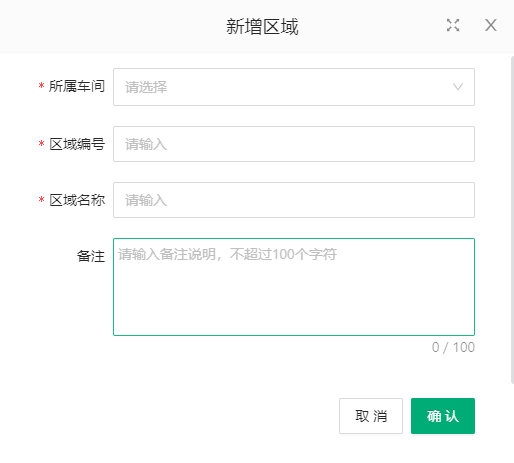 新增区域
* 所属车间 请选择
* 区域编号 请输入
* 区域名称 请输入
备注 请输入备注说明，不超过100个字符
0 / 100
取 消 确 认